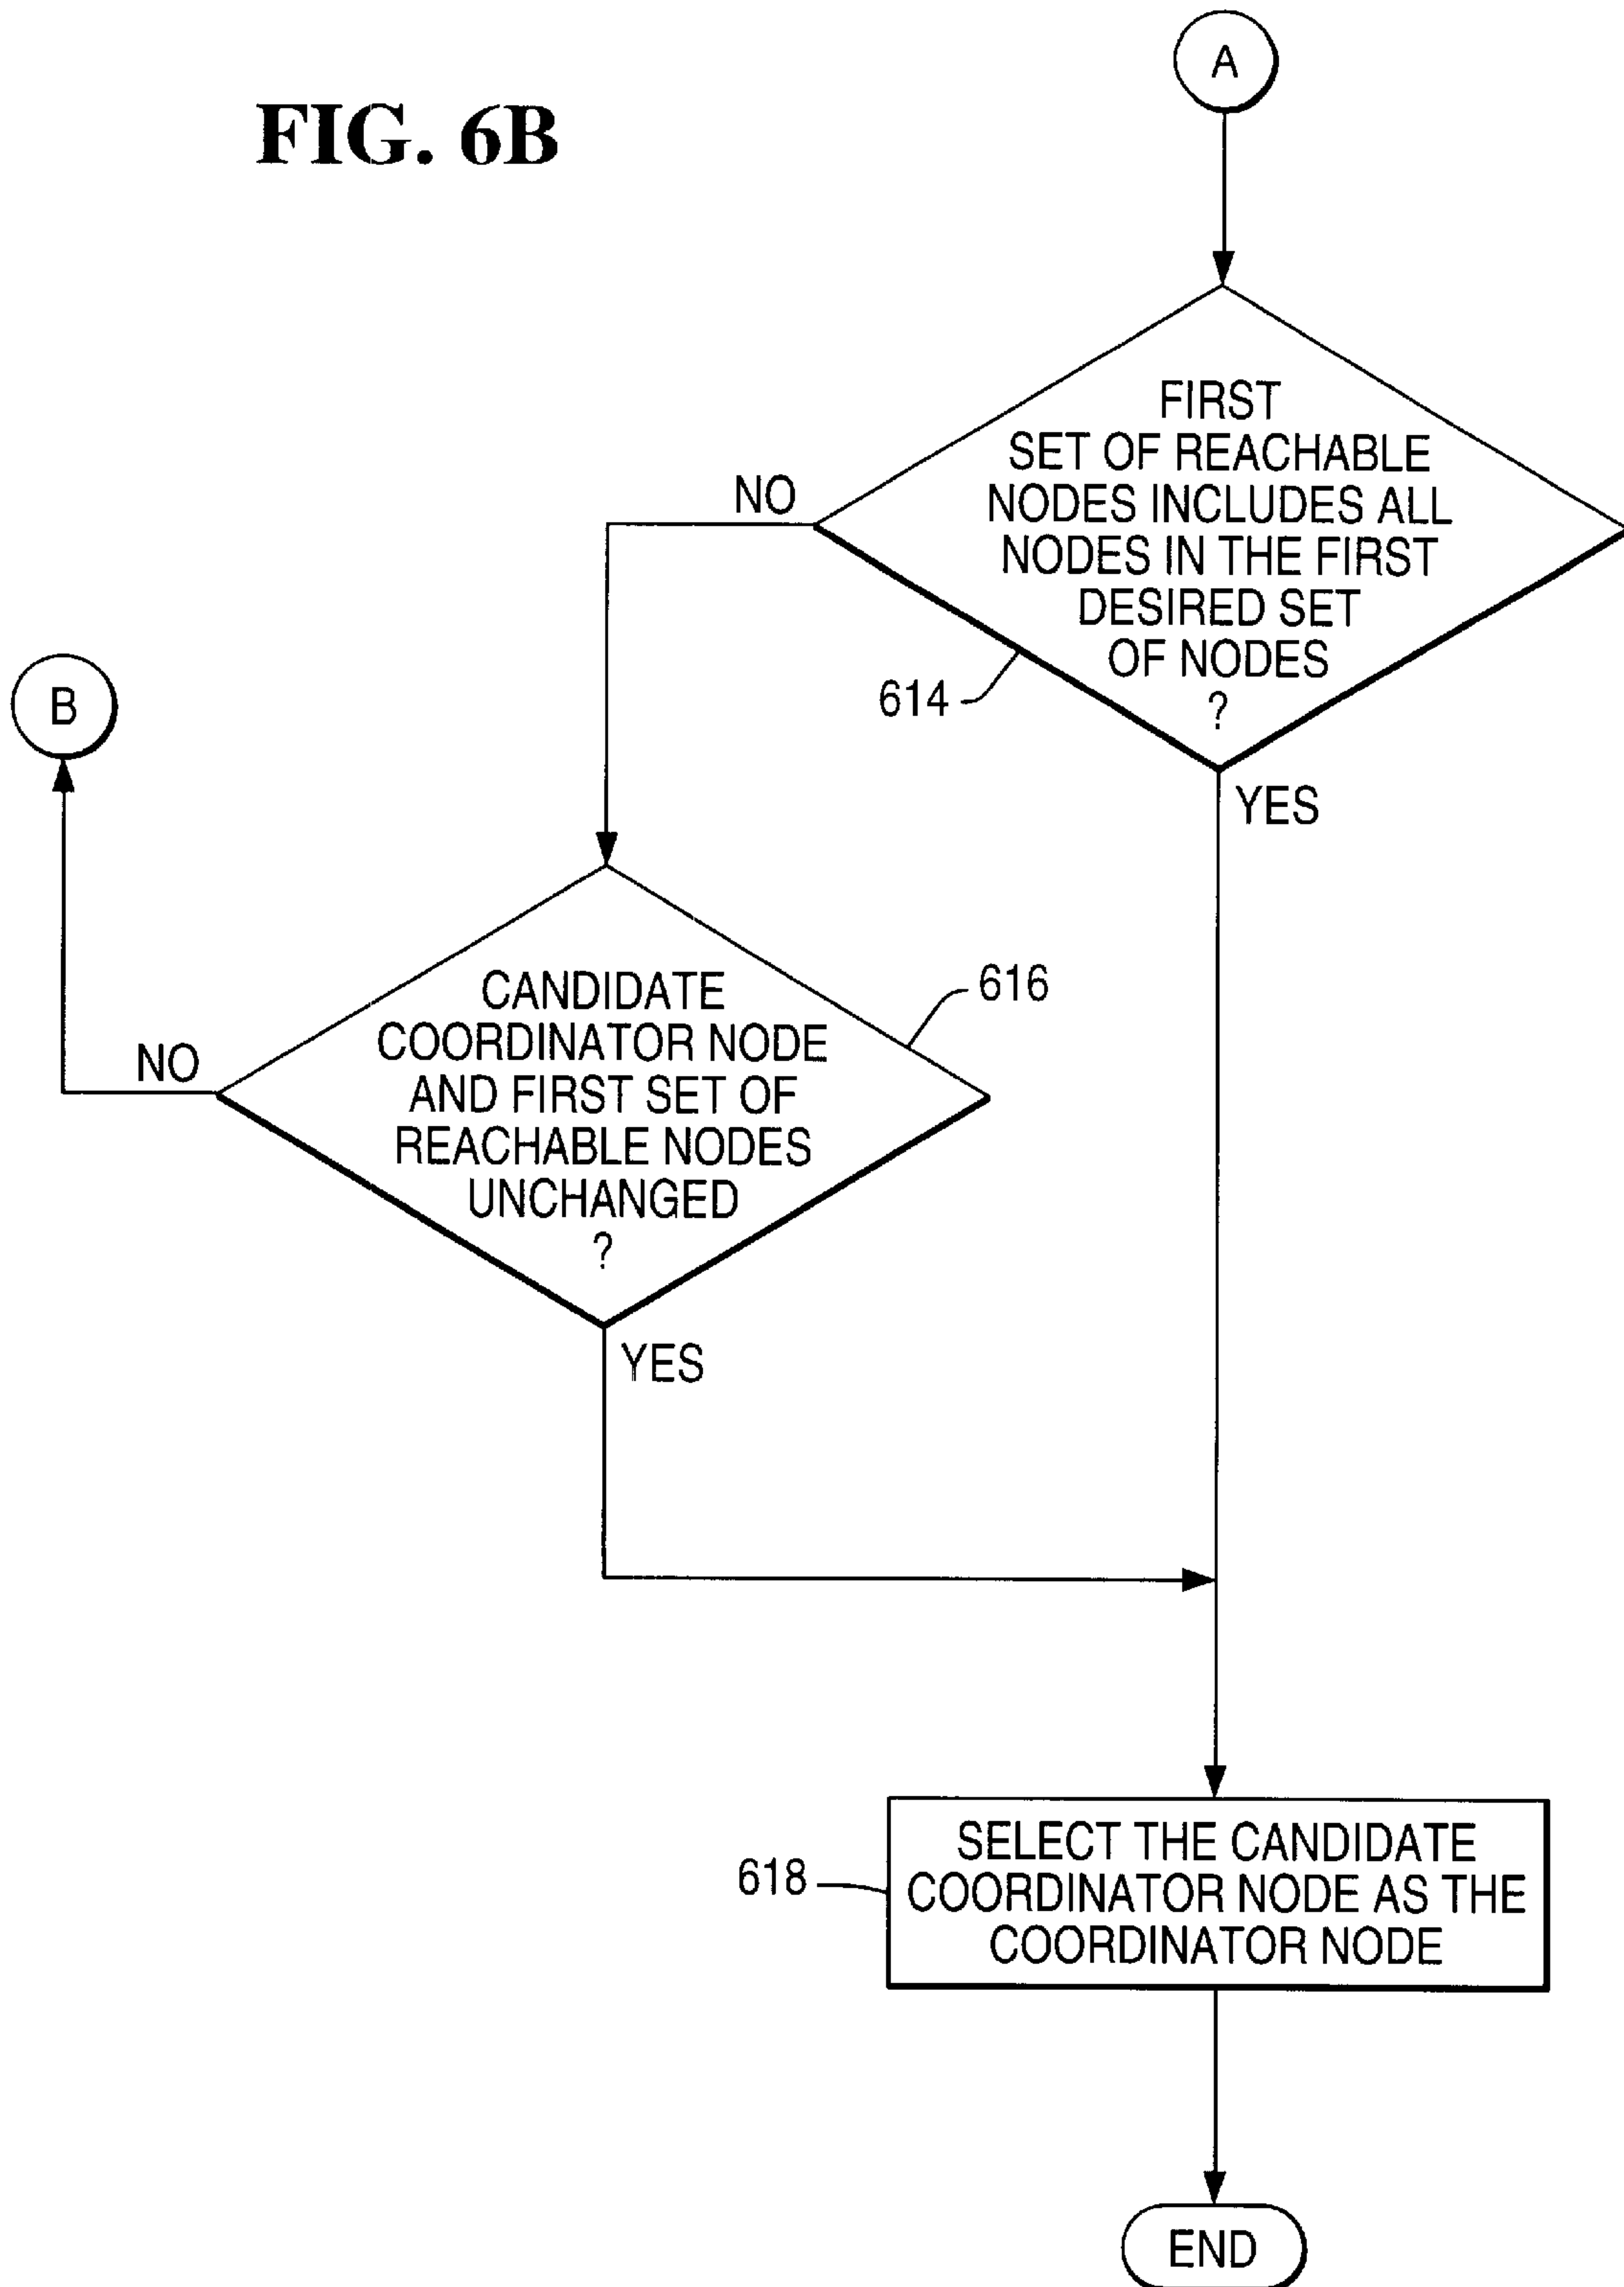 FIG. 6B
A
FIRST
SET OF REACHABLE
NODES INCLUDES ALL
NODES IN THE FIRST
DESIRED SET
OF NODES
?
NO
614
YES
B
CANDIDATE
COORDINATOR NODE
AND FIRST SET OF
REACHABLE NODES
UNCHANGED
?
616
NO
YES
618
SELECT THE CANDIDATE
COORDINATOR NODE AS THE
COORDINATOR NODE
END